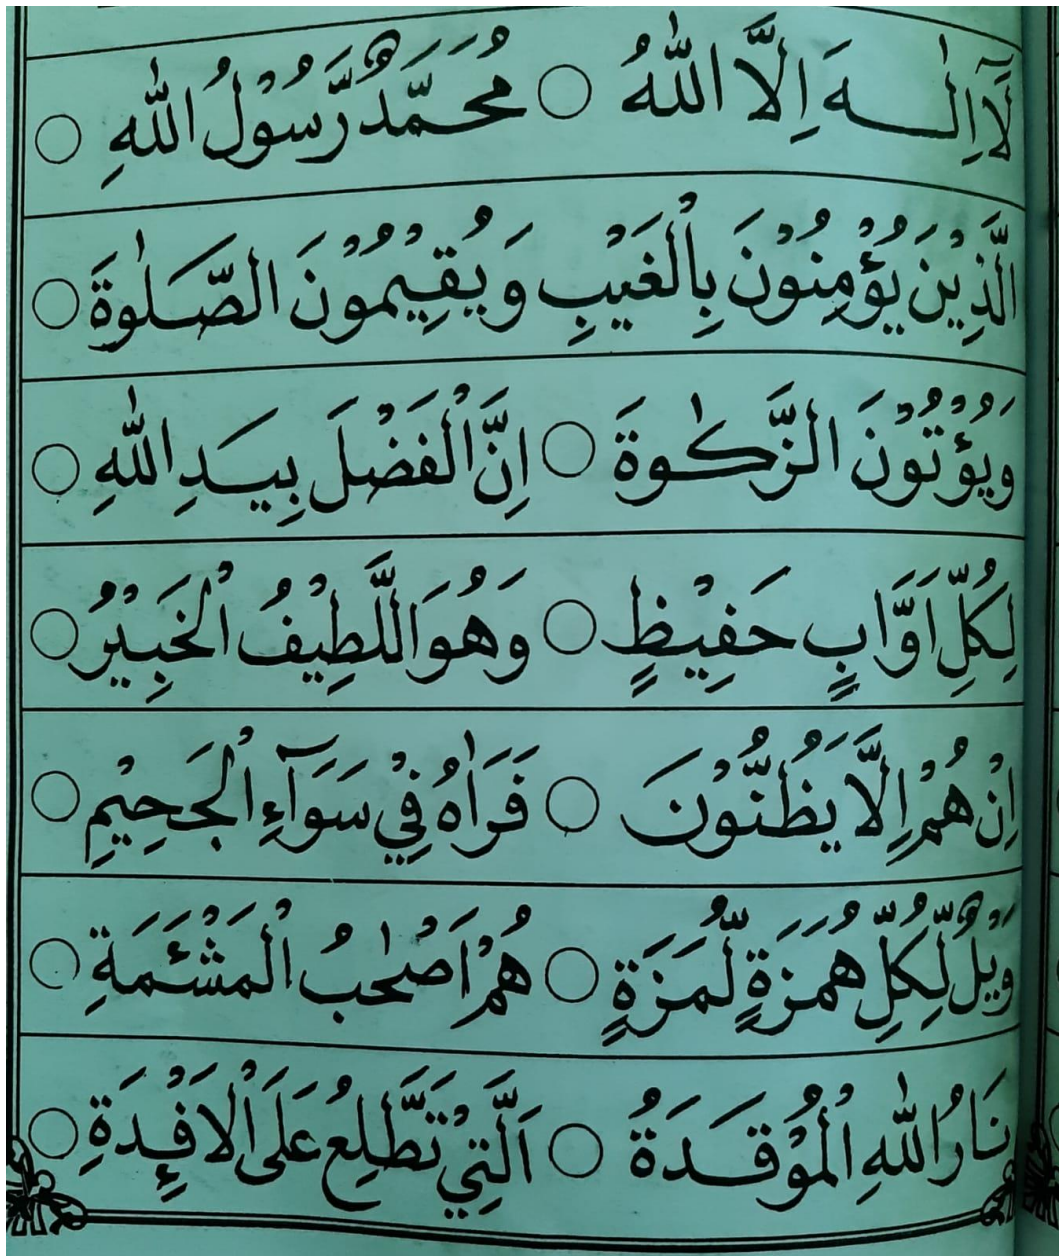 لَآ اِلٰهَ اِلَّا اللّٰهُ ○ مُحَمَّدٌ رَّسُوْلُ اللّٰهِ ○
الَّذِيْنَ يُؤْمِنُوْنَ بِالْغَيْبِ وَ يُقِيْمُوْنَ الصَّلٰوةَ ○
وَيُؤْتُوْنَ الزَّكٰوةَ ○ اِنَّ الْفَضْلَ بِيَدِ اللّٰهِ ○
لِكُلِّ اَوَّابٍ حَفِيْظٍ ○ وَهُوَ اللَّطِيْفُ الْخَبِيْرُ ○
اِنْ هُمْ اِلَّا يَظُنُّوْنَ ○ فَرَاٰهُ فِيْ سَوَآءِ الْجَحِيْمِ ○
وَيْلٌ لِّكُلِّ هُمَزَةٍ لُّمَزَةٍ ○ هُمْ اَصْحٰبُ الْمَشْئَمَةِ ○
نَارُ اللّٰهِ الْمُوْقَدَةُ ○ اَلَّتِيْ تَطَّلِعُ عَلَى الْاَفْئِدَةِ ○